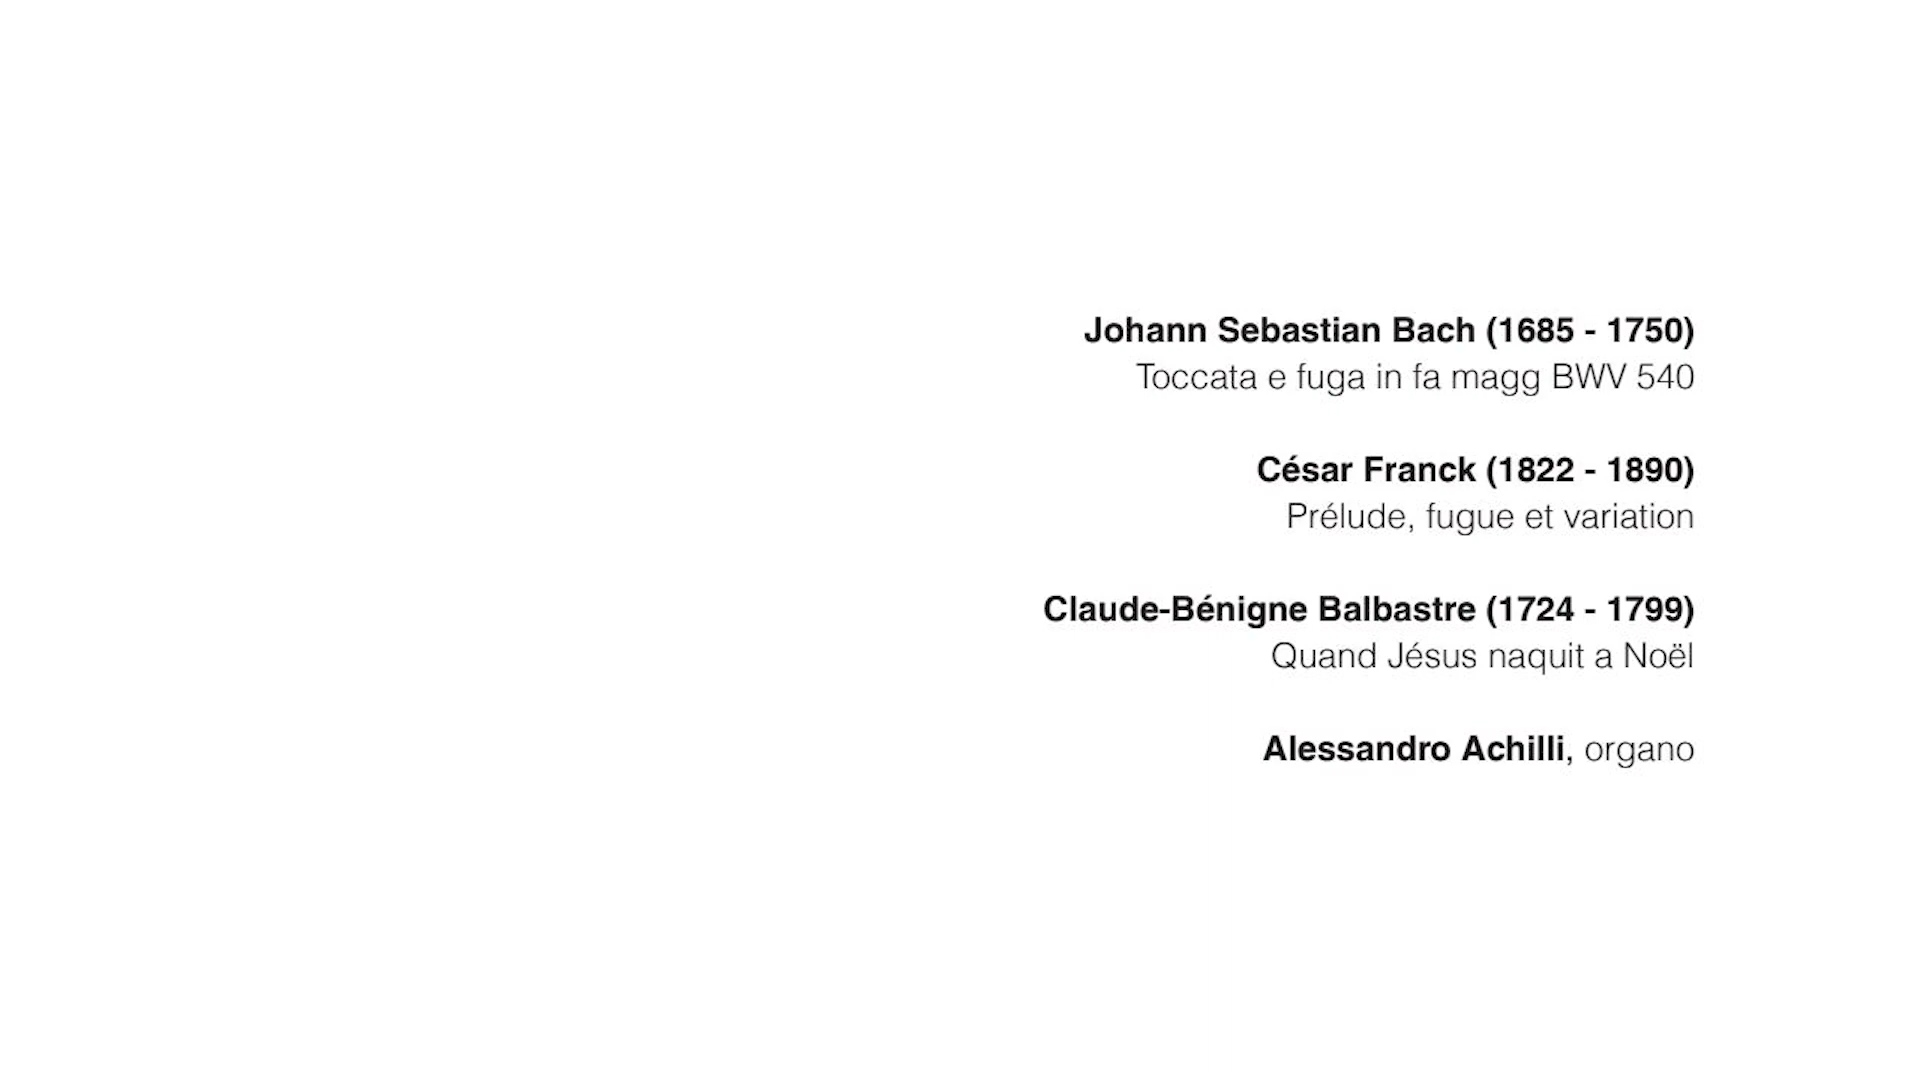 Johann Sebastian Bach (1685 - 1750)
Toccata e fuga in fa magg BWV 540
César Franck (1822 - 1890)
Prélude, fugue et variation
Claude-Bénigne Balbastre (1724 - 1799)
Quand Jésus naquit a Noël
Alessandro Achilli, organo